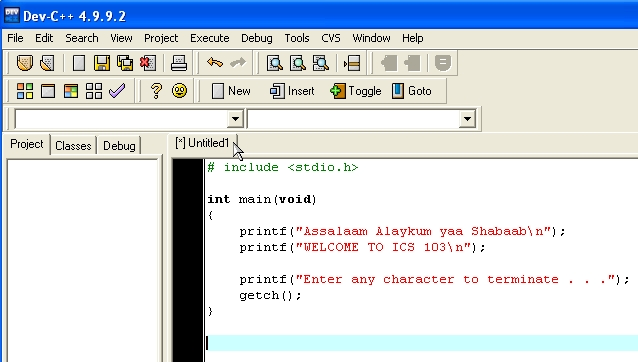 Dev-C++ 4.9.9.2
File Edit Search View Project Execute Debug Tools CVS Window Help
New Insert Toggle Goto
Project Classes Debug
[*] Untitled1
# include <stdio.h>
int main(void)
{
printf("Assalaam Alaykum yaa Shabaab\n");
printf("WELCOME TO ICS 103\n");
printf("Enter any character to terminate . . .");
getch();
}